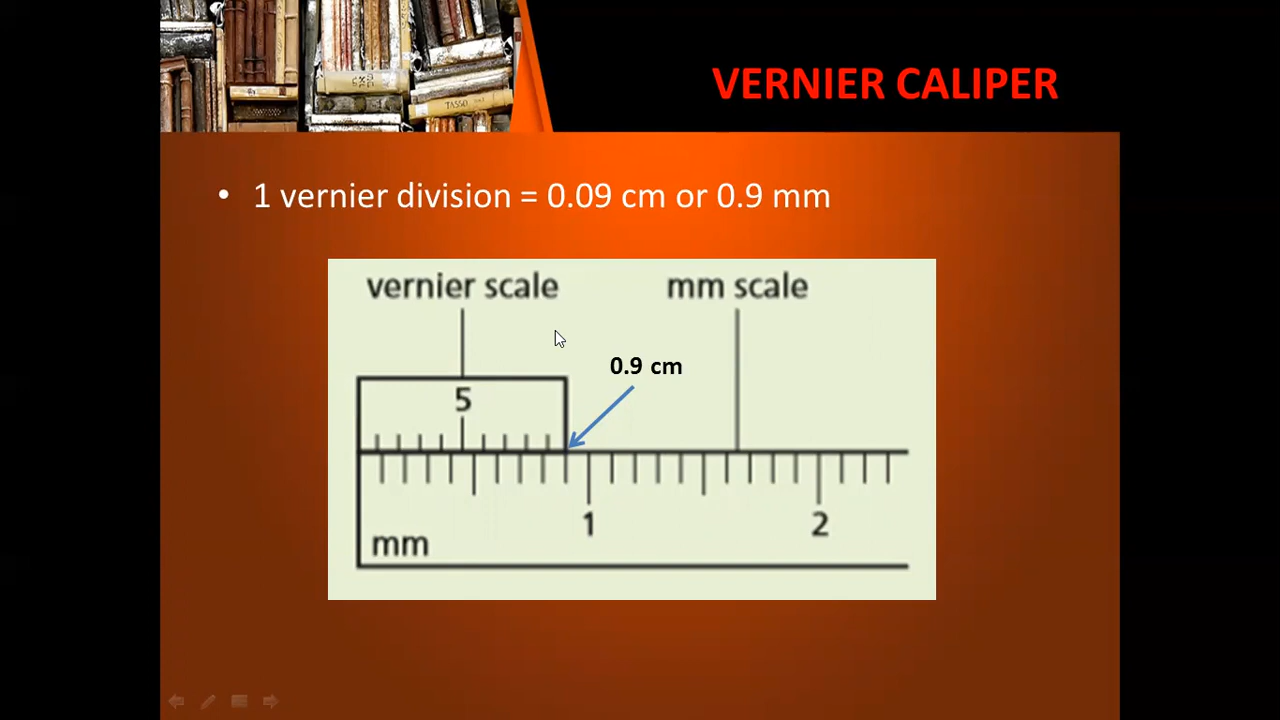 VERNIER CALIPER
• 1 vernier division = 0.09 cm or 0.9 mm
vernier scale
mm scale
0.9 cm
5
1
2
mm
TASSO